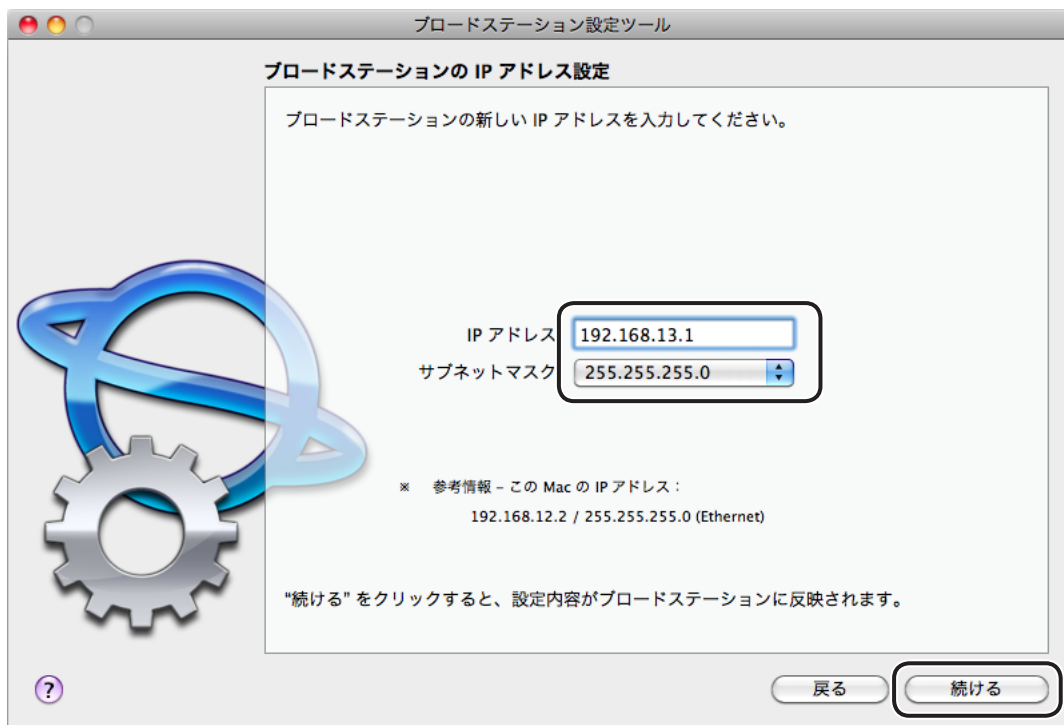 ブロードステーション設定ツール
ブロードステーションの IP アドレス設定
ブロードステーションの新しい IP アドレスを入力してください。
IP アドレス 192.168.13.1
サブネットマスク 255.255.255.0
※ 参考情報 – この Mac の IP アドレス：
192.168.12.2 / 255.255.255.0 (Ethernet)
“続ける” をクリックすると、設定内容がブロードステーションに反映されます。
? 戻る 続ける